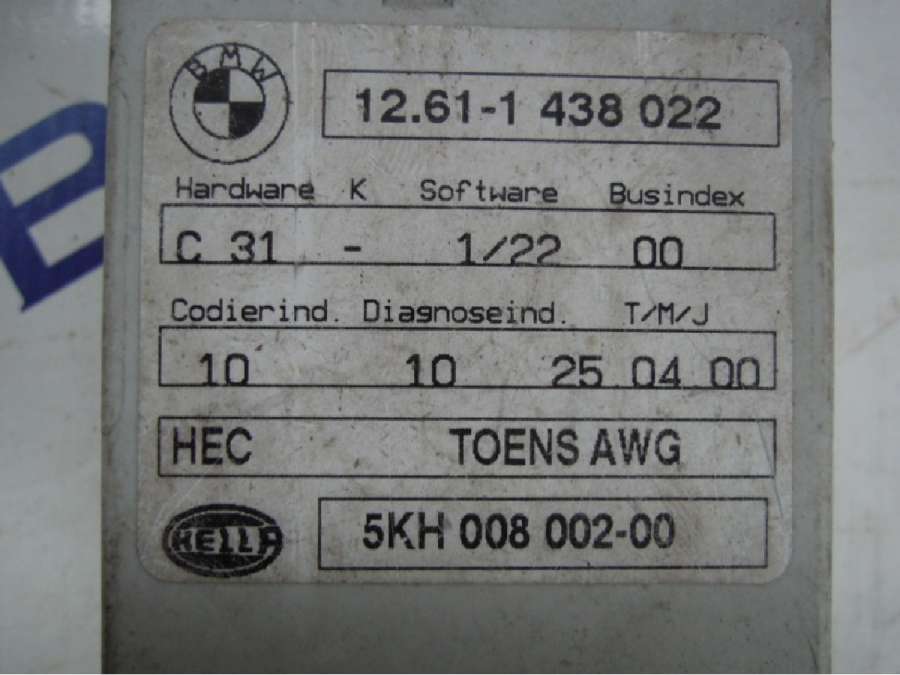 BMW
12.61-1 438 022
Hardware K Software Busindex
C 31 - 1/22 00
Codierind. Diagnoseind. T/M/J
10 10 25.04.00
HEC TOENS AWG
HELLA
5KH 008 002-00
B